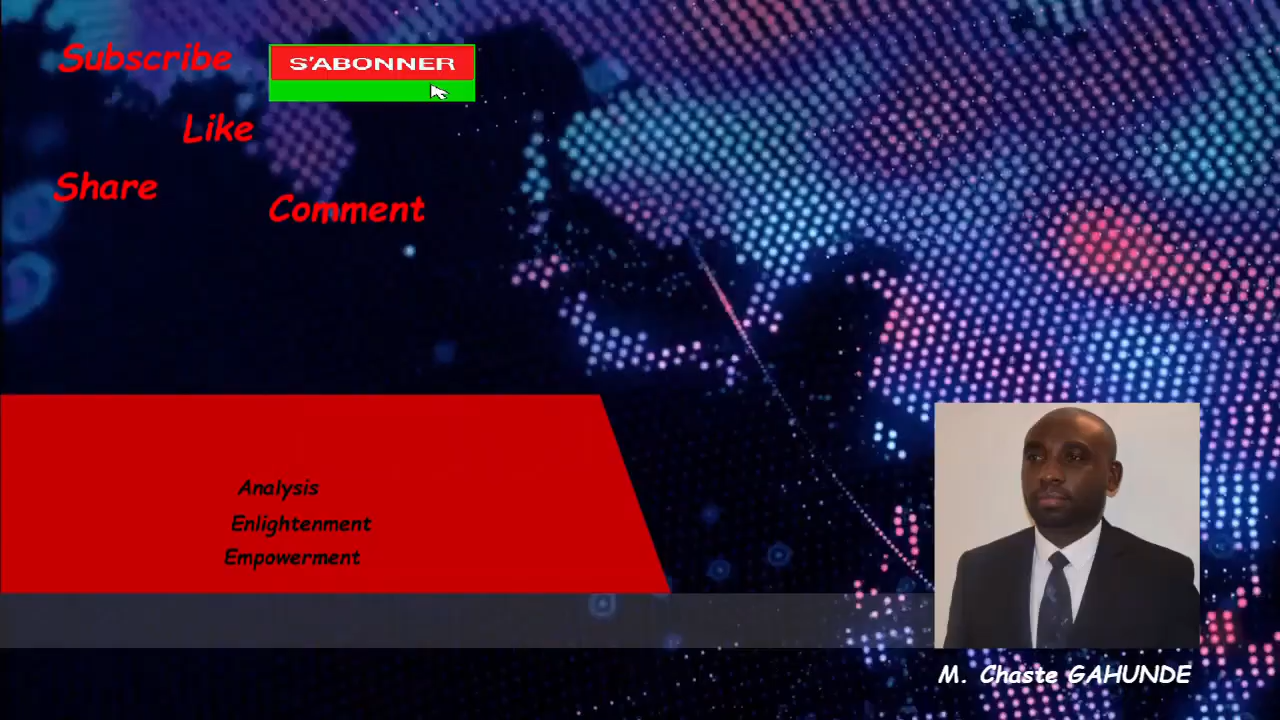 Subscribe
S'ABONNER
Like
Share
Comment
Analysis
Enlightenment
Empowerment
M. Chaste GAHUNDE